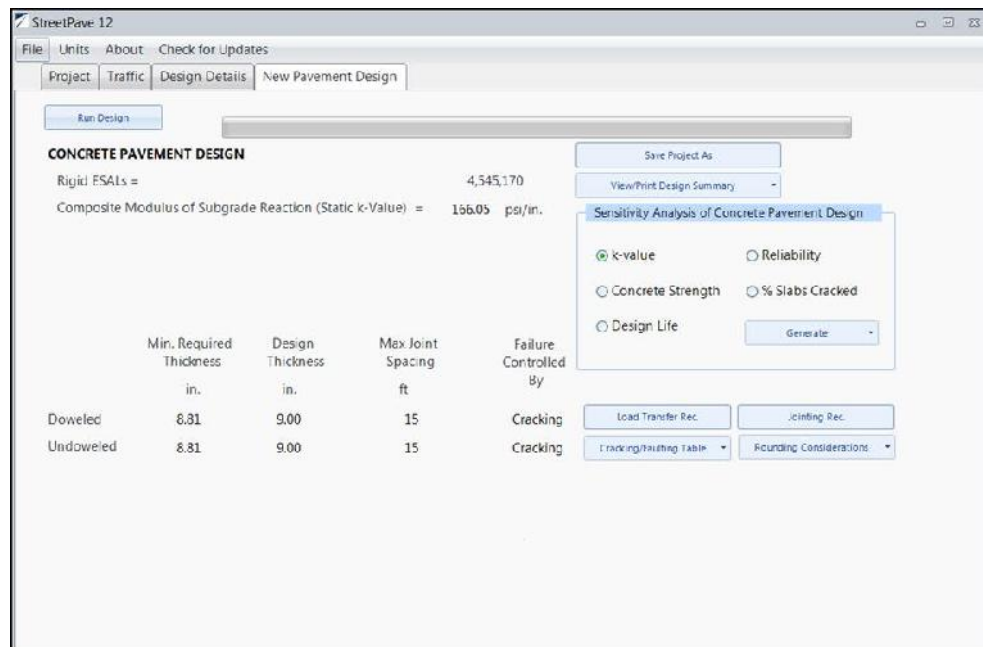 StreetPave 12
File Units About Check for Updates
Project Traffic Design Details New Pavement Design
Run Design
CONCRETE PAVEMENT DESIGN
Save Project As
Rigid ESALs = 4,545,170
View/Print Design Summary
Composite Modulus of Subgrade Reaction (Static k-Value) = 166.05 psi/in.
Sensitivity Analysis of Concrete Pavement Design
k-value Reliability
Concrete Strength % Slabs Cracked
Design Life Generate
Min. Required Thickness Design Thickness Max Joint Spacing Failure Controlled By
in. in. ft
Doweled 8.81 9.00 15 Cracking
Load Transfer Rec. Jointing Rec.
Undoweled 8.81 9.00 15 Cracking
Cracking/Faulting Table Rounding Considerations